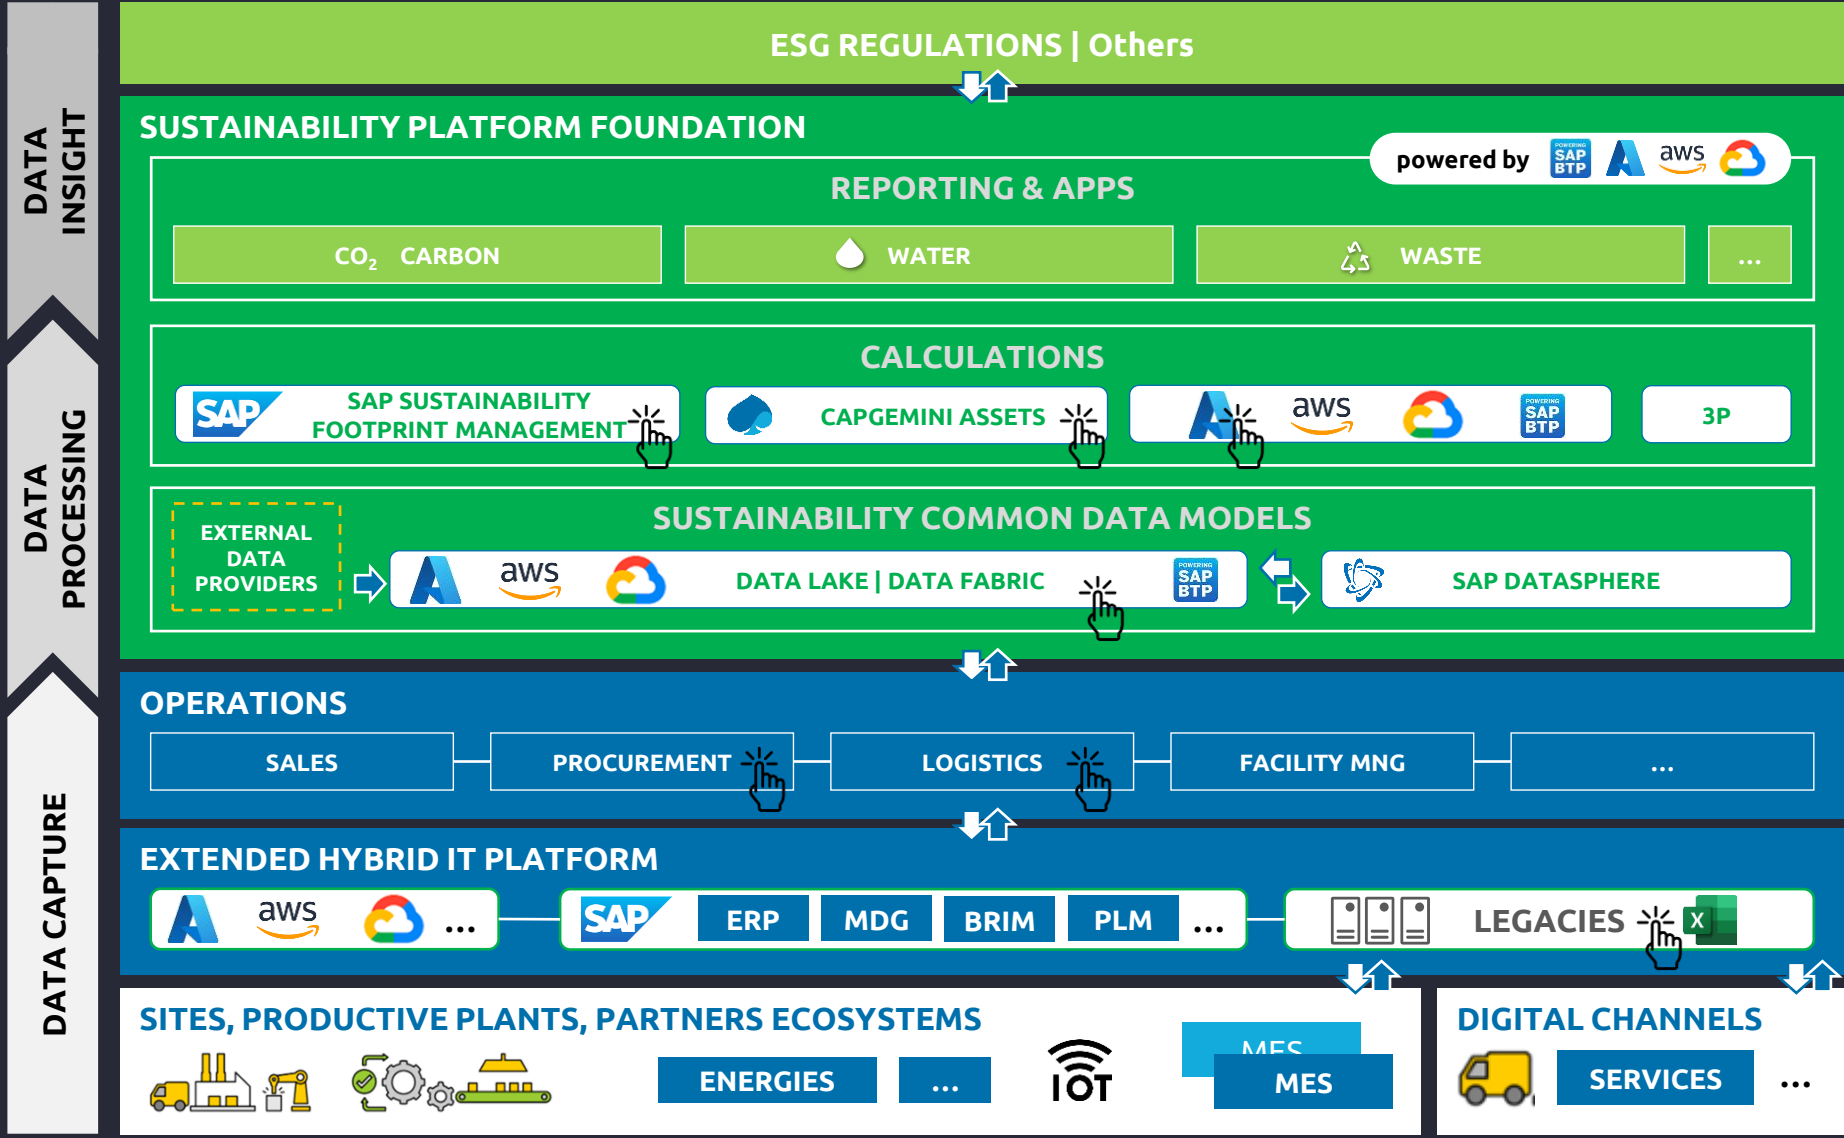 ESG REGULATIONS | Others
DATA
INSIGHT
SUSTAINABILITY PLATFORM FOUNDATION
powered by
POWERING
SAP
BTP
aws
REPORTING & APPS
CO₂ CARBON
WATER
WASTE
...
CALCULATIONS
SAP
SAP SUSTAINABILITY
FOOTPRINT MANAGEMENT
CAPGEMINI ASSETS
aws
POWERING
SAP
BTP
3P
DATA
PROCESSING
SUSTAINABILITY COMMON DATA MODELS
EXTERNAL
DATA
PROVIDERS
aws
DATA LAKE | DATA FABRIC
POWERING
SAP
BTP
SAP DATASPHERE
OPERATIONS
SALES
PROCUREMENT
LOGISTICS
FACILITY MNG
...
DATA CAPTURE
EXTENDED HYBRID IT PLATFORM
aws
...
SAP
ERP
MDG
BRIM
PLM
...
LEGACIES
X
SITES, PRODUCTIVE PLANTS, PARTNERS ECOSYSTEMS
ENERGIES
...
IOT
MES
MES
DIGITAL CHANNELS
SERVICES
...